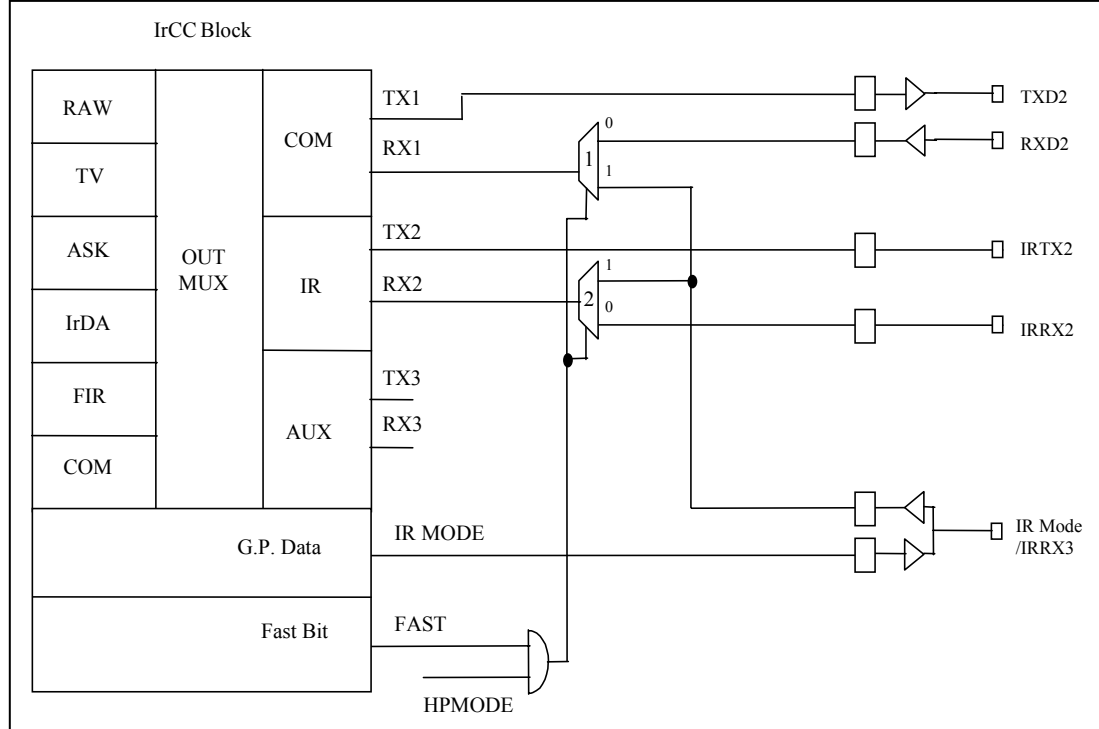 IrCC Block
RAW
TV
ASK
IrDA
FIR
COM
OUT
MUX
COM
IR
AUX
G.P. Data
Fast Bit
TX1
RX1
TX2
RX2
TX3
RX3
IR MODE
FAST
HPMODE
0
1
1
1
2
0
TXD2
RXD2
IRTX2
IRRX2
IR Mode
/IRRX3